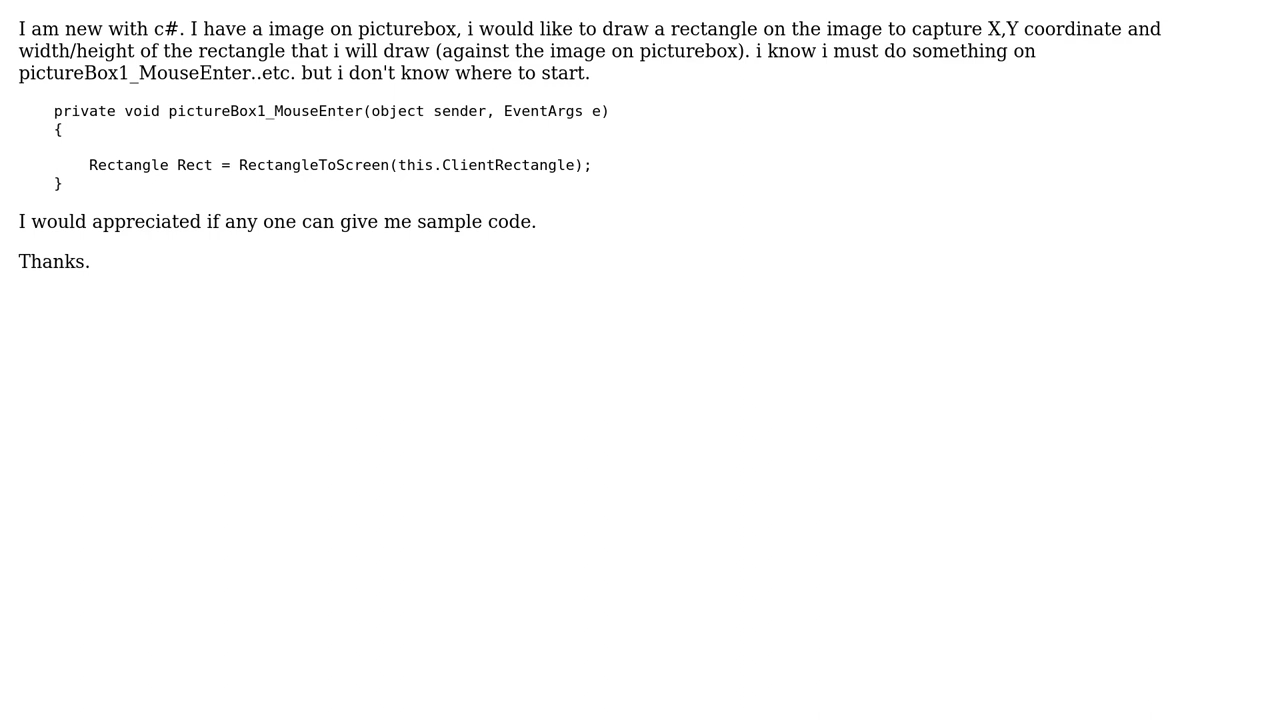 I am new with c#. I have a image on picturebox, i would like to draw a rectangle on the image to capture X,Y coordinate and
width/height of the rectangle that i will draw (against the image on picturebox). i know i must do something on
pictureBox1_MouseEnter..etc. but i don't know where to start.
private void pictureBox1_MouseEnter(object sender, EventArgs e)
{
Rectangle Rect = RectangleToScreen(this.ClientRectangle);
}
I would appreciated if any one can give me sample code.
Thanks.